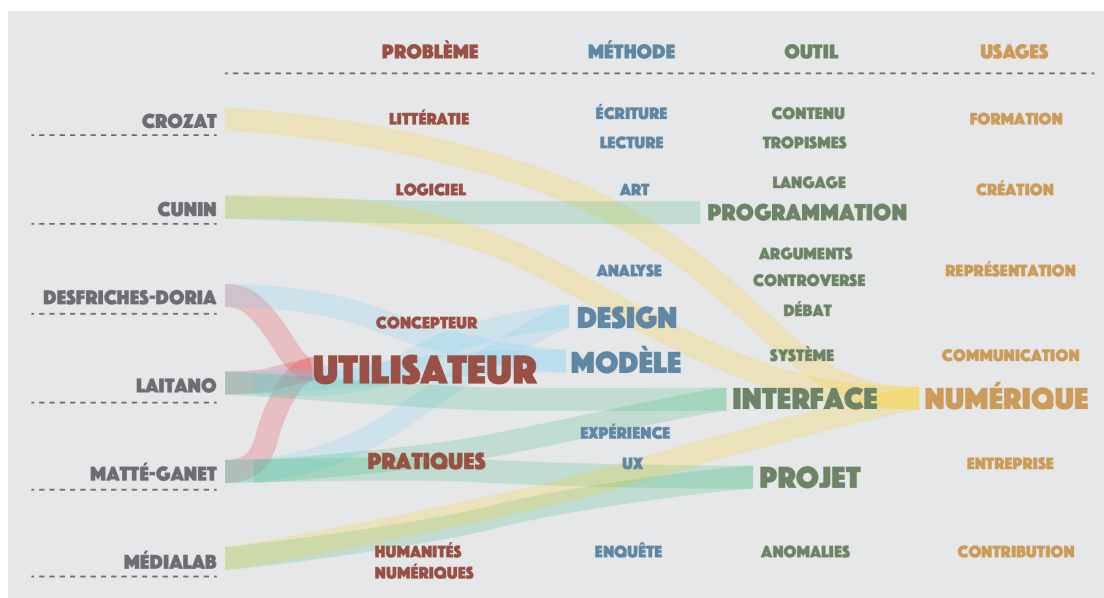 PROBLÈME MÉTHODE OUTIL USAGES
CROZAT LITTÉRATIE ÉCRITURE CONTENU FORMATION
LECTURE TROPISMES
CUNIN LOGICIEL ART LANGAGE CRÉATION
PROGRAMMATION
ARGUMENTS
ANALYSE CONTROVERSE REPRÉSENTATION
DESFRICHES-DORIA
CONCEPTEUR DESIGN DÉBAT
UTILISATEUR MODÈLE SYSTÈME COMMUNICATION
LAITANO INTERFACE NUMÉRIQUE
EXPÉRIENCE
MATTÉ-GANET PRATIQUES UX PROJET ENTREPRISE
MÉDIALAB HUMANITÉS ENQUÊTE ANOMALIES CONTRIBUTION
NUMÉRIQUES